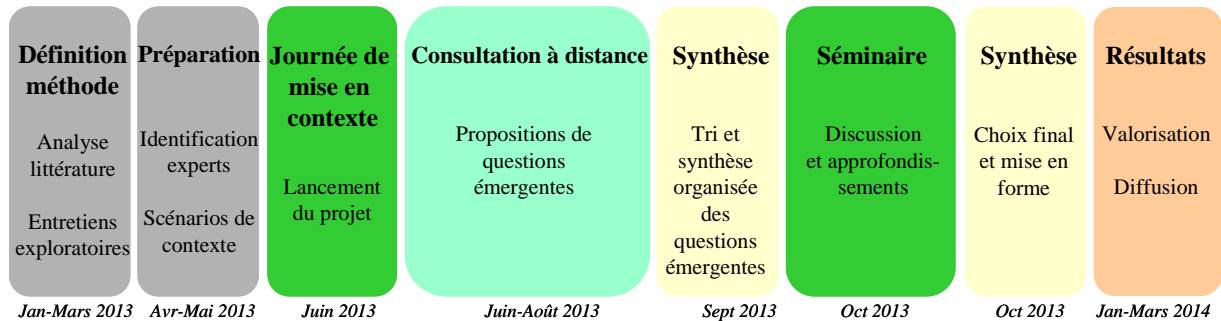 Définition
méthode
Analyse
littérature
Entretiens
exploratoires
Jan-Mars 2013
Préparation
Identification
experts
Scénarios de
contexte
Avr-Mai 2013
Journée de
mise en
contexte
Lancement
du projet
Juin 2013
Consultation à distance
Propositions de
questions
émergentes
Juin-Août 2013
Synthèse
Tri et
synthèse
organisée
des
questions
émergentes
Sept 2013
Séminaire
Discussion
et approfondis-
sements
Oct 2013
Synthèse
Choix final
et mise en
forme
Oct 2013
Résultats
Valorisation
Diffusion
Jan-Mars 2014